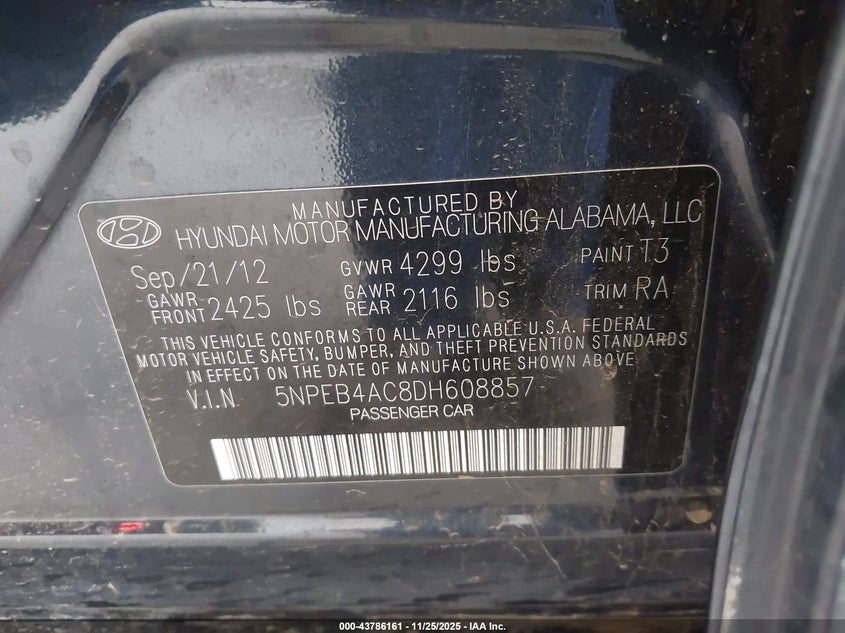 MANUFACTURED BY
HYUNDAI MOTOR MANUFACTURING ALABAMA, LLC
Sep/21/12 GVWR 4299 lbs PAINT T3
GAWR FRONT 2425 lbs GAWR REAR 2116 lbs TRIM RA
THIS VEHICLE CONFORMS TO ALL APPLICABLE U.S.A. FEDERAL
MOTOR VEHICLE SAFETY, BUMPER, AND THEFT PREVENTION STANDARDS
IN EFFECT ON THE DATE OF MANUFACTURE SHOWN ABOVE
V.I.N 5NPEB4AC8DH608857
PASSENGER CAR
000-43786161 - 11/25/2025 - IAA Inc.